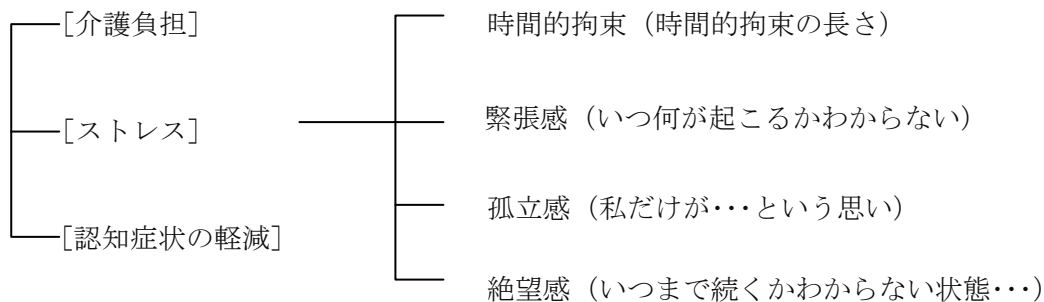 [介護負担]
[ストレス]
[認知症状の軽減]
時間的拘束（時間的拘束の長さ）
緊張感（いつ何が起こるかわからない）
孤立感（私だけが･･･という思い）
絶望感（いつまで続くかわからない状態･･･）